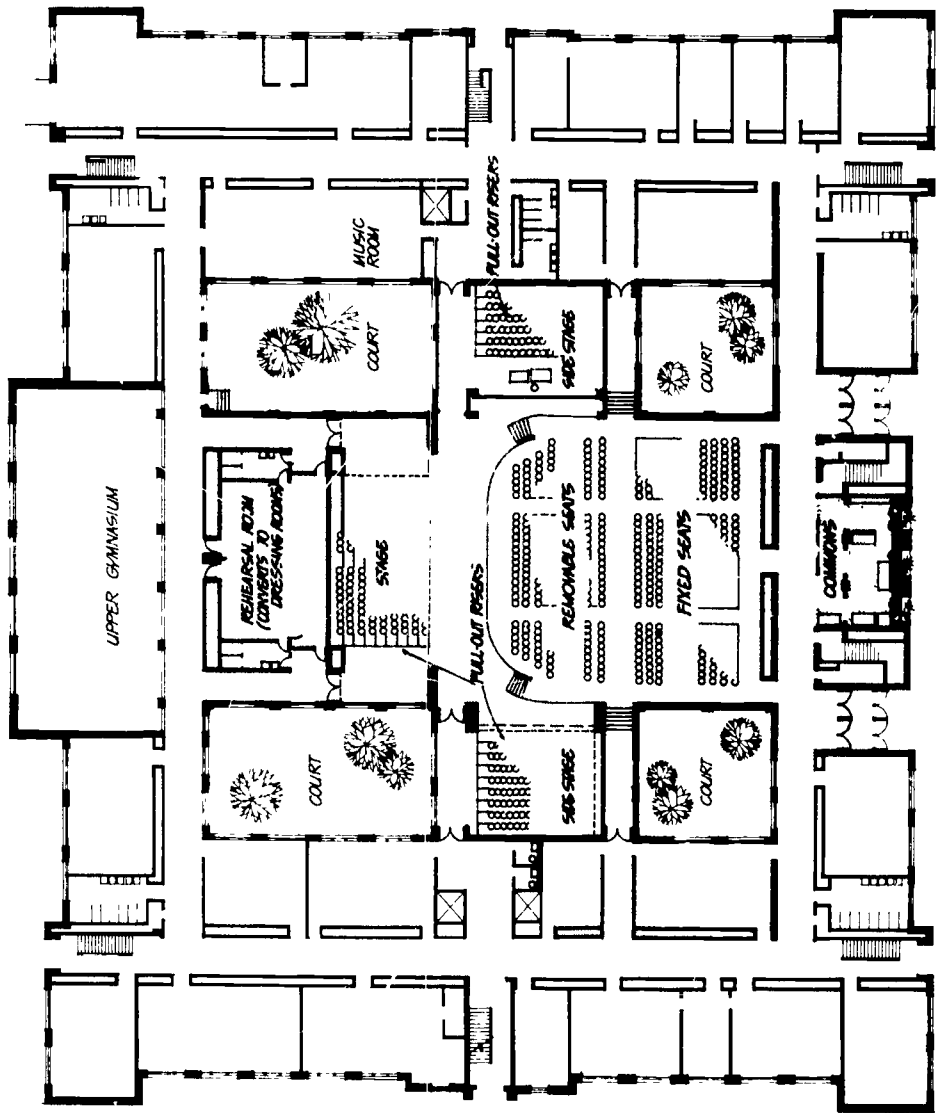 MUSIC
ROOM
PULL-OUT RISERS
COURT
SIDE STAGE
COURT
UPPER GYMNASIUM
REHEARSAL ROOM
(CONVERTS TO
DRESSING ROOMS)
STAGE
PULL-OUT RISERS
REMOVABLE SEATS
FIXED SEATS
COMMONS
COURT
SIDE STAGE
COURT